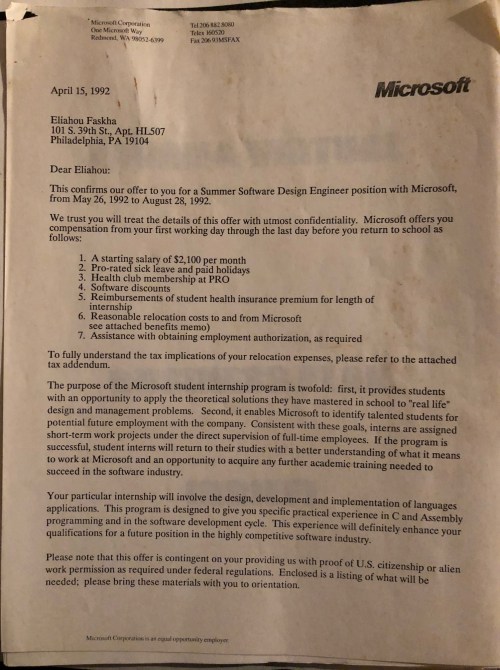 Microsoft Corporation
One Microsoft Way
Redmond, WA 98052-6399
Tel 206 882 8080
Telex 160520
Fax 206 93MSFAX
Microsoft
April 15, 1992
Eliahou Faskha
101 S. 39th St., Apt. HL507
Philadelphia, PA 19104
Dear Eliahou:
This confirms our offer to you for a Summer Software Design Engineer position with Microsoft,
from May 26, 1992 to August 28, 1992.
We trust you will treat the details of this offer with utmost confidentiality. Microsoft offers you
compensation from your first working day through the last day before you return to school as
follows:
1. A starting salary of $2,100 per month
2. Pro-rated sick leave and paid holidays
3. Health club membership at PRO
4. Software discounts
5. Reimbursements of student health insurance premium for length of
internship
6. Reasonable relocation costs to and from Microsoft
see attached benefits memo)
7. Assistance with obtaining employment authorization, as required
To fully understand the tax implications of your relocation expenses, please refer to the attached
tax addendum.
The purpose of the Microsoft student internship program is twofold: first, it provides students
with an opportunity to apply the theoretical solutions they have mastered in school to "real life"
design and management problems. Second, it enables Microsoft to identify talented students for
potential future employment with the company. Consistent with these goals, interns are assigned
short-term work projects under the direct supervision of full-time employees. If the program is
successful, student interns will return to their studies with a better understanding of what it means
to work at Microsoft and an opportunity to acquire any further academic training needed to
succeed in the software industry.
Your particular internship will involve the design, development and implementation of languages
applications. This program is designed to give you specific practical experience in C and Assembly
programming and in the software development cycle. This experience will definitely enhance your
qualifications for a future position in the highly competitive software industry.
Please note that this offer is contingent on your providing us with proof of U.S. citizenship or alien
work permission as required under federal regulations. Enclosed is a listing of what will be
needed; please bring these materials with you to orientation.
Microsoft Corporation is an equal opportunity employer